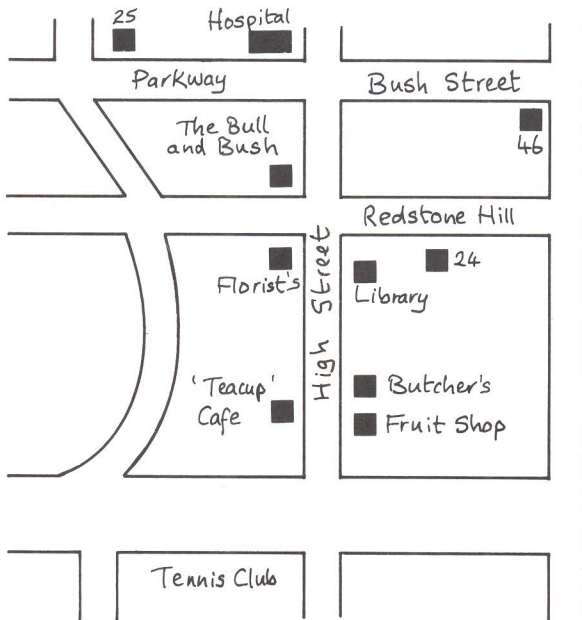 25
Hospital
Parkway
Bush Street
The Bull
and Bush
46
Redstone Hill
High Street
Florist's
24
Library
'Teacup'
Cafe
Butcher's
Fruit Shop
Tennis Club